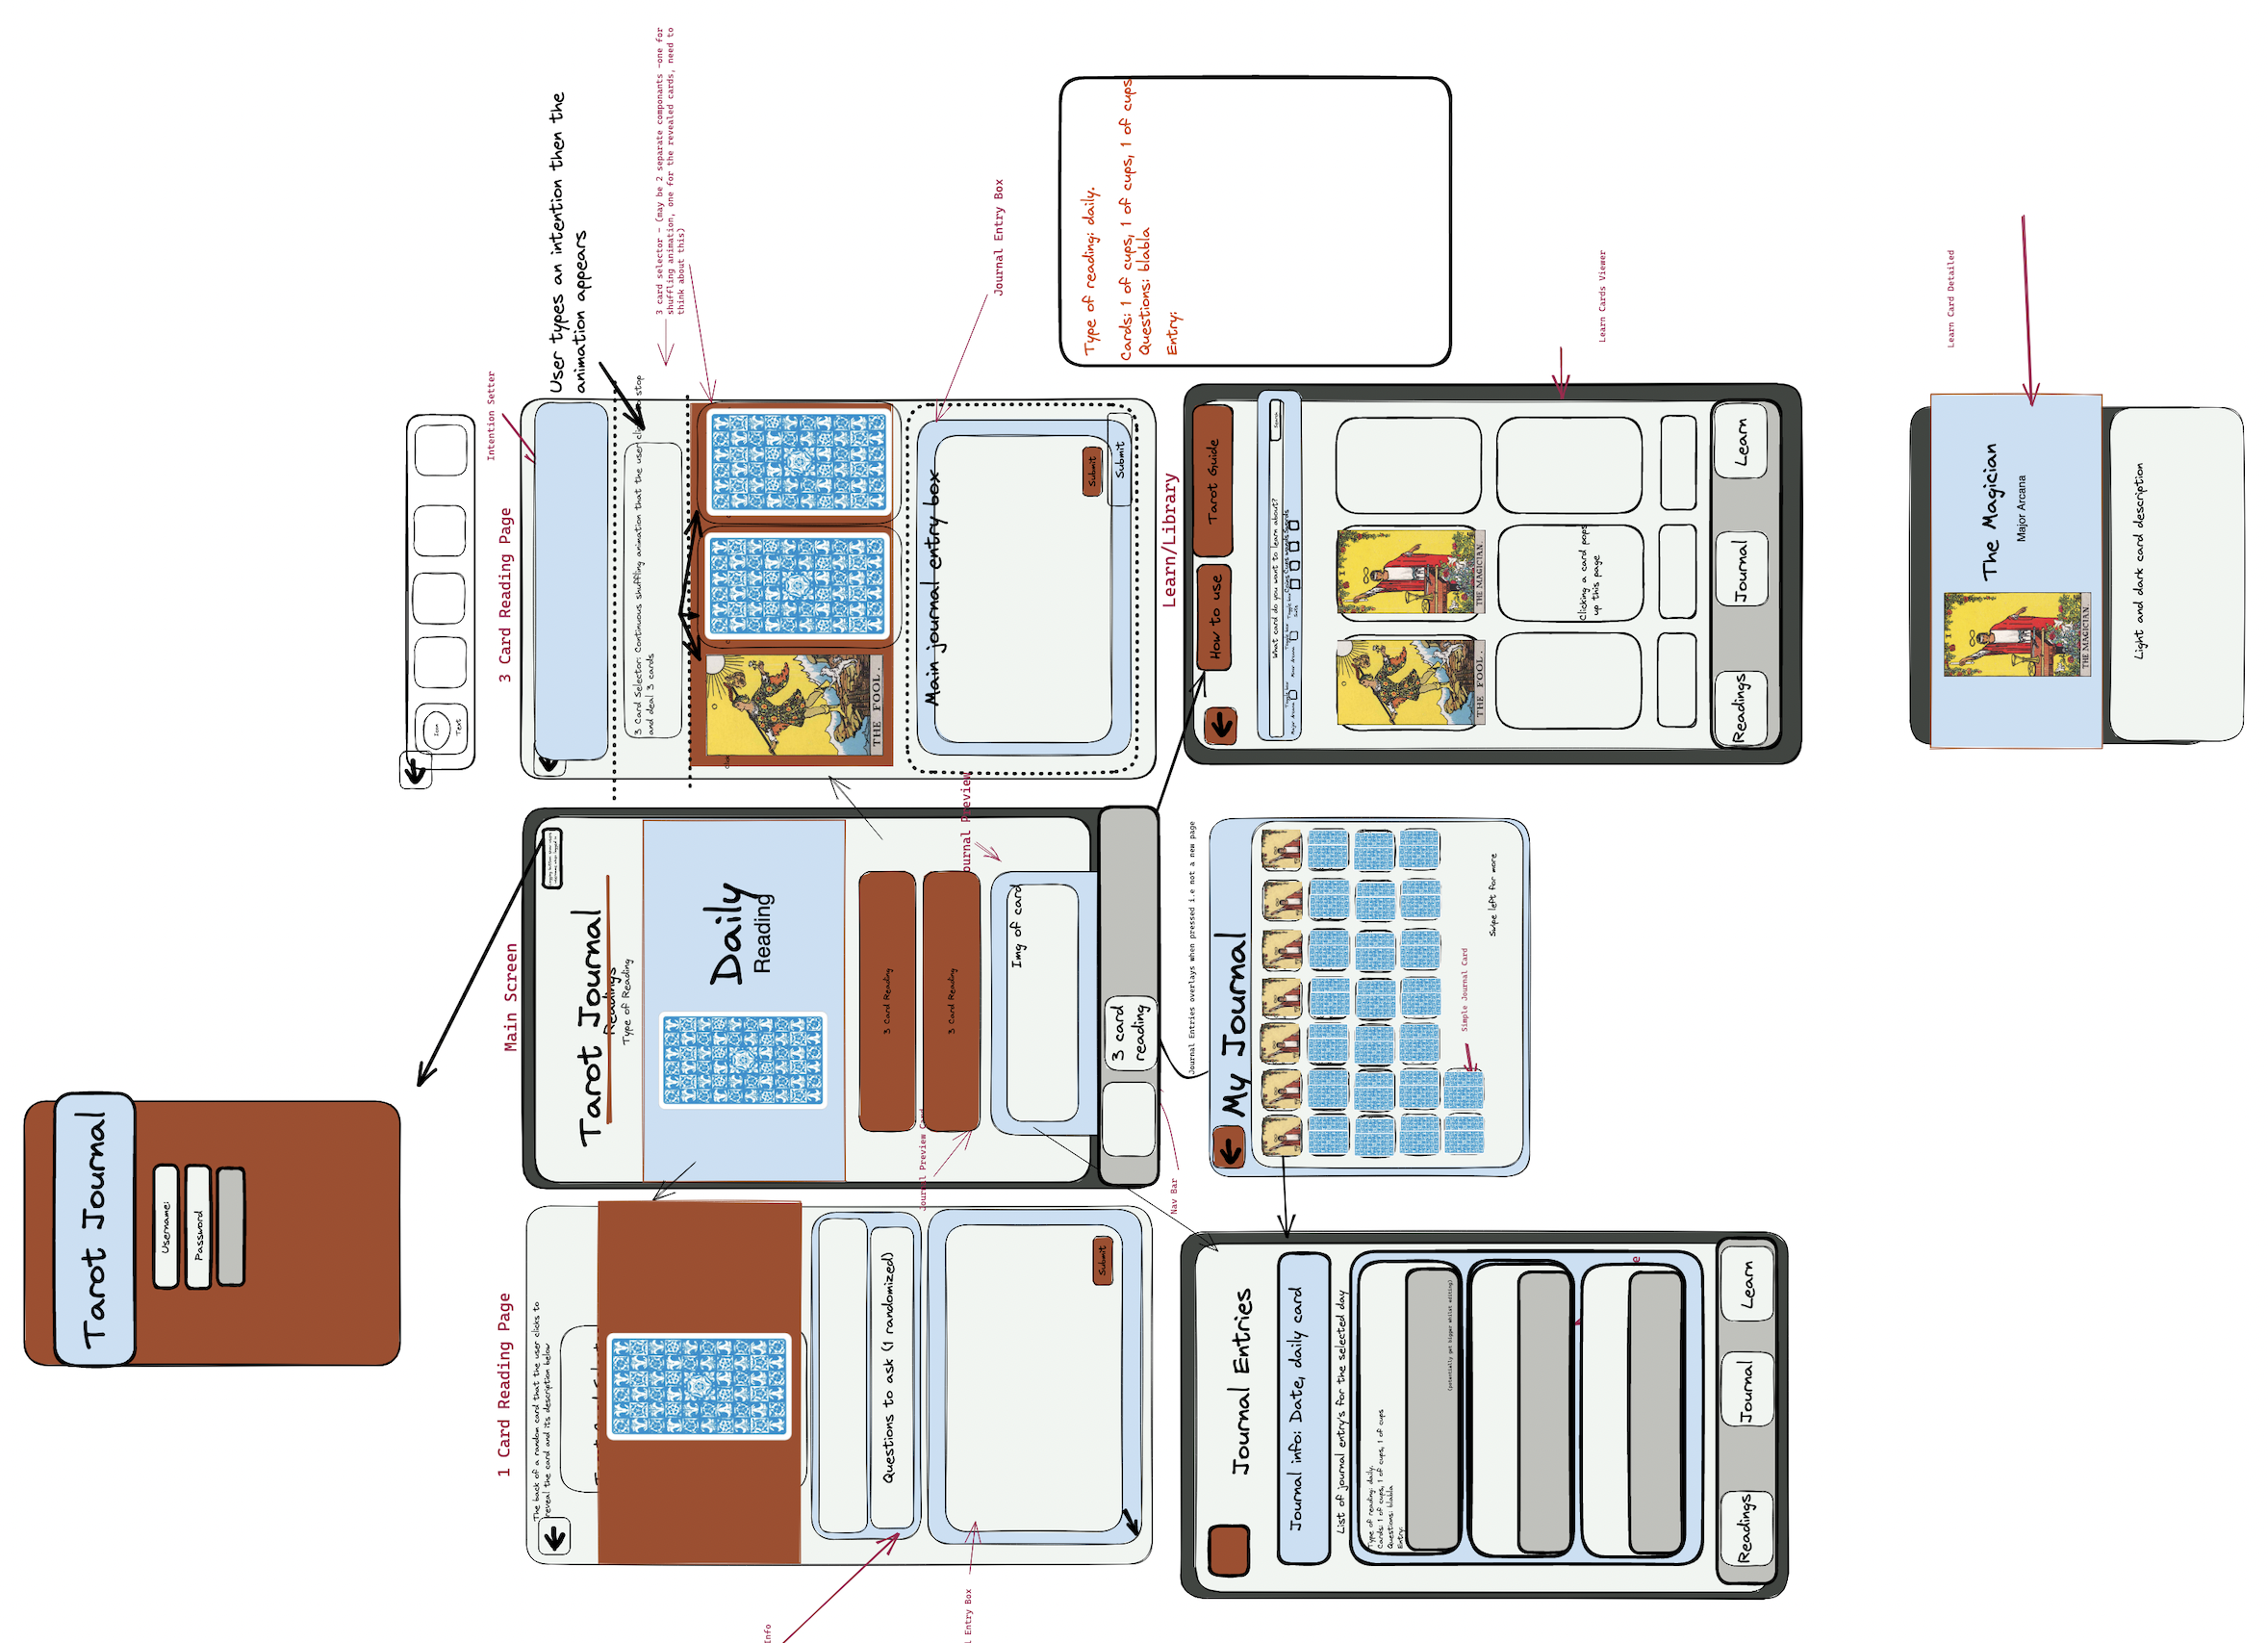 Tarot Journal
Username:
Password
Main Screen
Tarot Journal
Readings
Type of Reading
Daily
Reading
3 Card Reading
3 Card Reading
Journal Preview Card
Journal Preview
Img of card
3 card
reading
Nav Bar
1 Card Reading Page
The back of a random card that the user clicks to
reveal the card and its description below
Questions to ask (1 randomized)
Submit
Info
l Entry Box
3 Card Reading Page
Intention Setter
Icon
Text
User types an intention then the
animation appears
3 card selector - (may be 2 separate componants -one for
shuffling animation, one for the revealed cards, need to
think about this)
3 Card Selector: Continuous shuffling animation that the user clicks to stop
and deal 3 cards
THE FOOL.
Journal Entry Box
Main journal entry box
Submit
Submit
Type of reading: daily.
Cards: 1 of cups, 1 of cups, 1 of cups
Questions: blabla
Entry:
Learn/Library
How to use
Tarot Guide
What card do you want to learn about?
Search
THE FOOL.
THE MAGICIAN
Clicking a card pops
up this page
Readings
Journal
Learn
Learn Cards Viewer
Learn Card Detailed
The Magician
Major Arcana
THE MAGICIAN
Light and dark card description
Journal Entries overlays when pressed i.e not a new page
My Journal
Simple Journal Card
Swipe left for more
Journal Entries
Journal info: Date, daily card
List of journal entry's for the selected day
Type of reading: daily.
Cards: 1 of cups, 1 of cups, 1 of cups
Questions: blabla
Entry:
(potentially get bigger whilst editing)
Readings
Journal
Learn